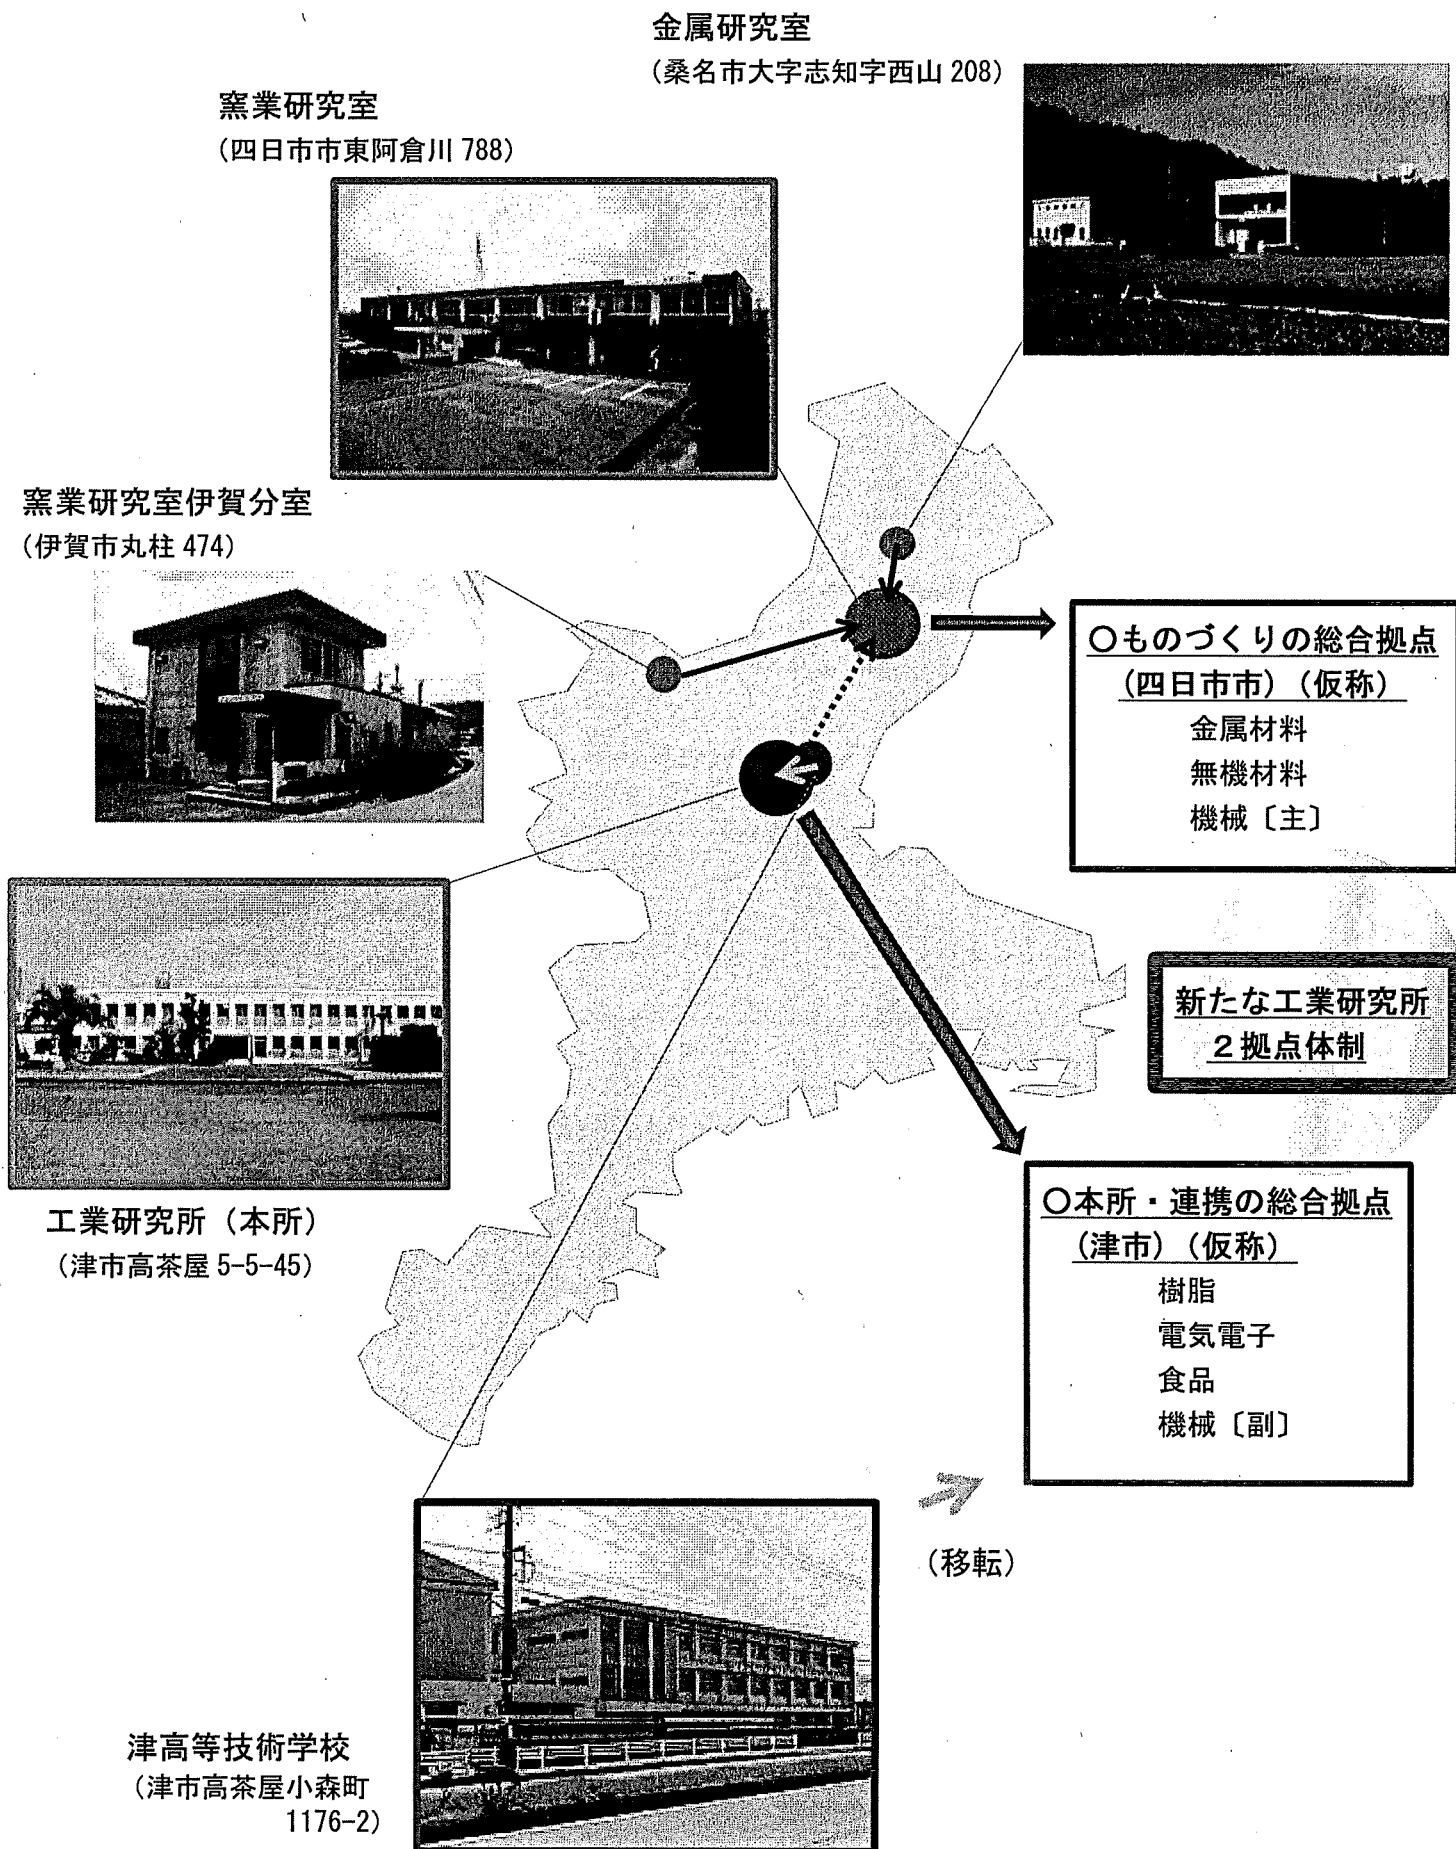 金属研究室
(桑名市大字志知字西山 208)
窯業研究室
(四日市市東阿倉川 788)
窯業研究室伊賀分室
(伊賀市丸柱 474)
〇ものづくりの総合拠点
(四日市市)(仮称)
金属材料
無機材料
機械〔主〕
新たな工業研究所
2拠点体制
工業研究所(本所)
(津市高茶屋 5-5-45)
〇本所・連携の総合拠点
(津市)(仮称)
樹脂
電気電子
食品
機械〔副〕
(移転)
津高等技術学校
(津市高茶屋小森町
1176-2)